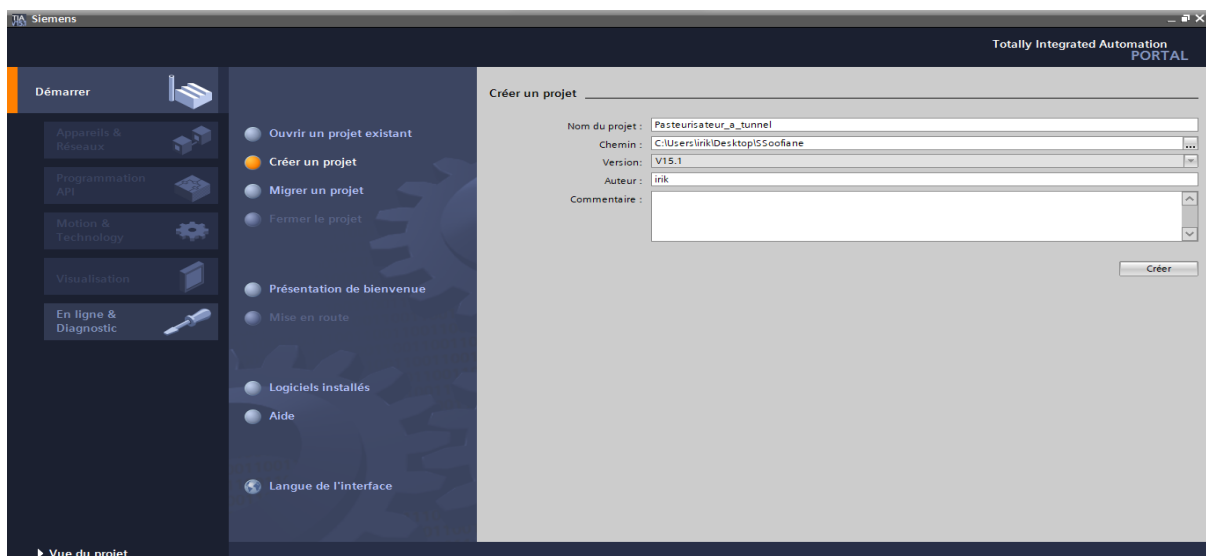 TIA Siemens
Totally Integrated Automation
PORTAL
Démarrer
Appareils &
Réseaux
Programmation
API
Motion &
Technology
Visualisation
En ligne &
Diagnostic
Ouvrir un projet existant
Créer un projet
Migrer un projet
Fermer le projet
Présentation de bienvenue
Mise en route
Logiciels installés
Aide
Langue de l'interface
Créer un projet
Nom du projet : Pasteurisateur_a_tunnel
Chemin : C:\Users\irik\Desktop\SSoofiane
...
Version: V15.1
Auteur : irik
Commentaire :
Créer
Vue du projet